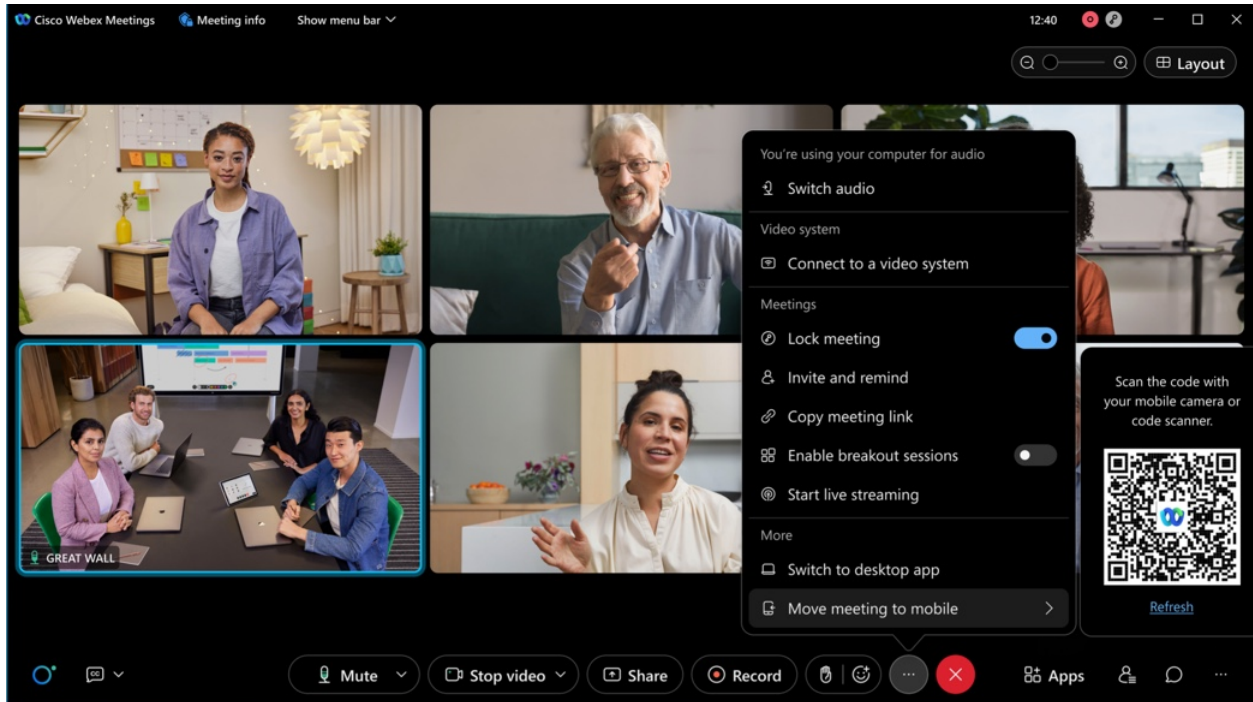 Cisco Webex Meetings
Meeting info
Show menu bar
12:40
Layout
You're using your computer for audio
Switch audio
Video system
Connect to a video system
Meetings
Lock meeting
Invite and remind
Copy meeting link
Enable breakout sessions
Start live streaming
More
Switch to desktop app
Move meeting to mobile
Scan the code with
your mobile camera or
code scanner.
Refresh
GREAT WALL
CC
Mute
Stop video
Share
Record
Apps